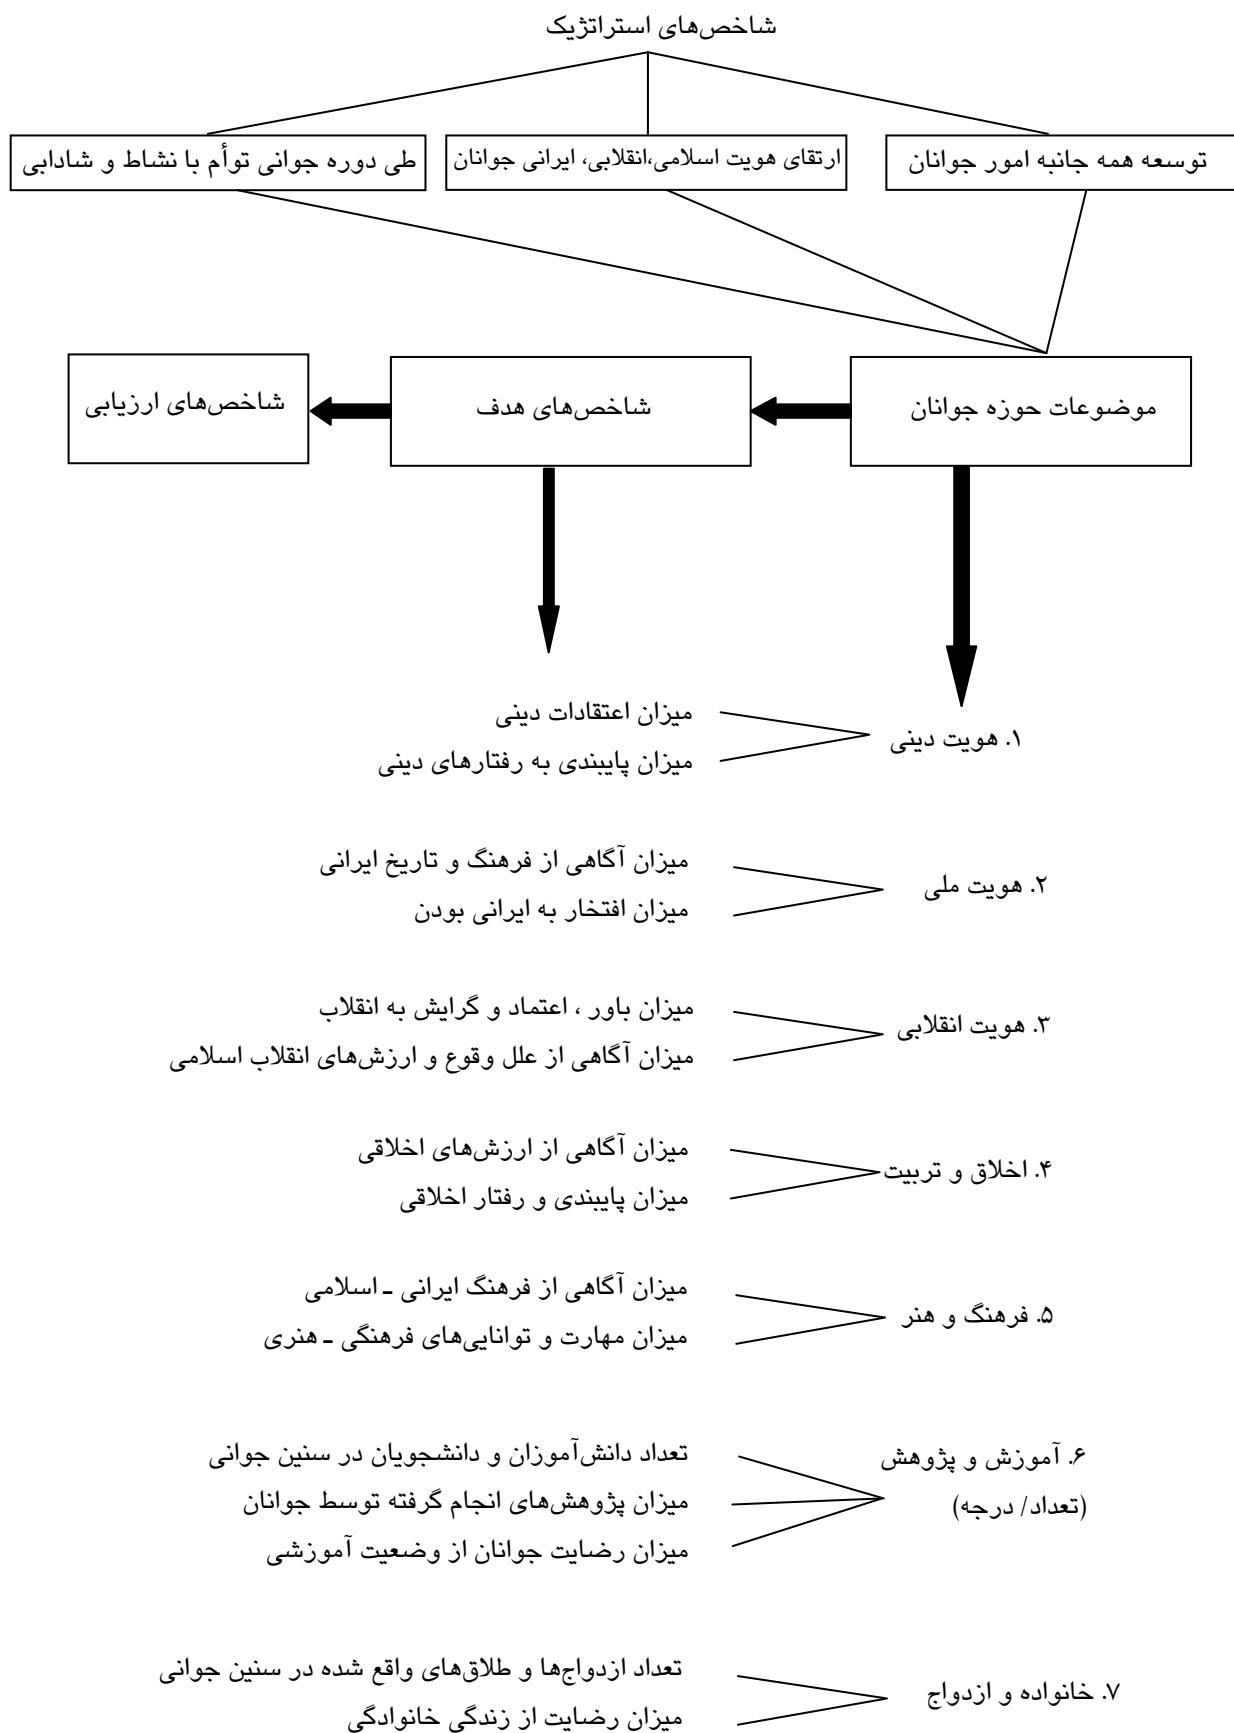 شاخص‌های استراتژیک
توسعه همه جانبه امور جوانان
ارتقای هویت اسلامی،انقلابی، ایرانی جوانان
طی دوره جوانی توأم با نشاط و شادابی
موضوعات حوزه جوانان
شاخص‌های هدف
شاخص‌های ارزیابی
۱. هویت دینی
میزان اعتقادات دینی
میزان پایبندی به رفتارهای دینی
۲. هویت ملی
میزان آگاهی از فرهنگ و تاریخ ایرانی
میزان افتخار به ایرانی بودن
۳. هویت انقلابی
میزان باور ، اعتماد و گرایش به انقلاب
میزان آگاهی از علل وقوع و ارزش‌های انقلاب اسلامی
۴. اخلاق و تربیت
میزان آگاهی از ارزش‌های اخلاقی
میزان پایبندی و رفتار اخلاقی
۵. فرهنگ و هنر
میزان آگاهی از فرهنگ ایرانی ـ اسلامی
میزان مهارت و توانایی‌های فرهنگی ـ هنری
۶. آموزش و پژوهش
(تعداد/ درجه)
تعداد دانش‌آموزان و دانشجویان در سنین جوانی
میزان پژوهش‌های انجام گرفته توسط جوانان
میزان رضایت جوانان از وضعیت آموزشی
۷. خانواده و ازدواج
تعداد ازدواج‌ها و طلاق‌های واقع شده در سنین جوانی
میزان رضایت از زندگی خانوادگی